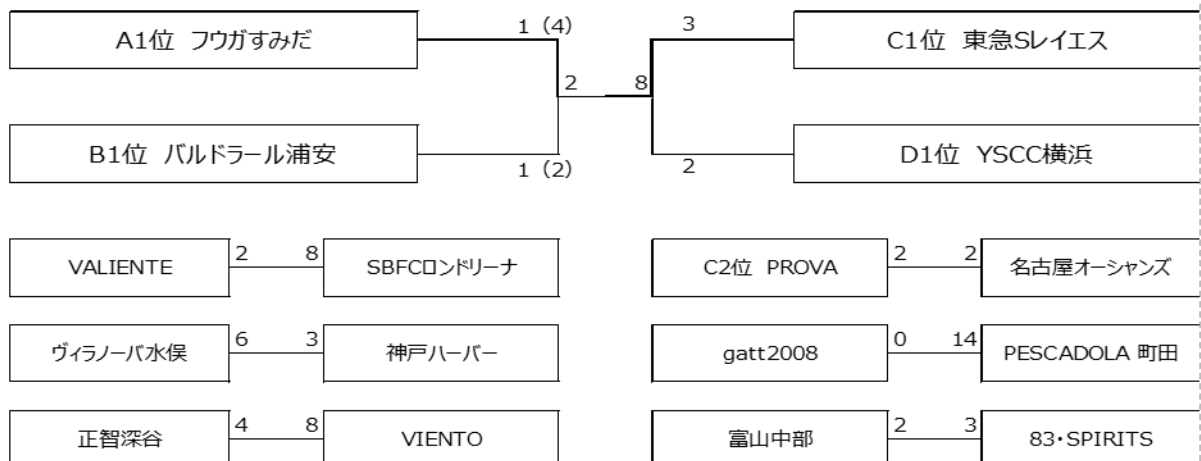 A1位 フウガすみだ 1 (4) 3 C1位 東急Sレイエス
2 8
B1位 バルドラール浦安 1 (2) 2 D1位 YSCC横浜
VALIENTE 2 8 SBFCロンドリーナ C2位 PROVA 2 2 名古屋オーシャンズ
ヴィラノーバ水俣 6 3 神戸ハーバー gatt2008 0 14 PESCADOLA 町田
正智深谷 4 8 VIENTO 富山中部 2 3 83・SPIRITS